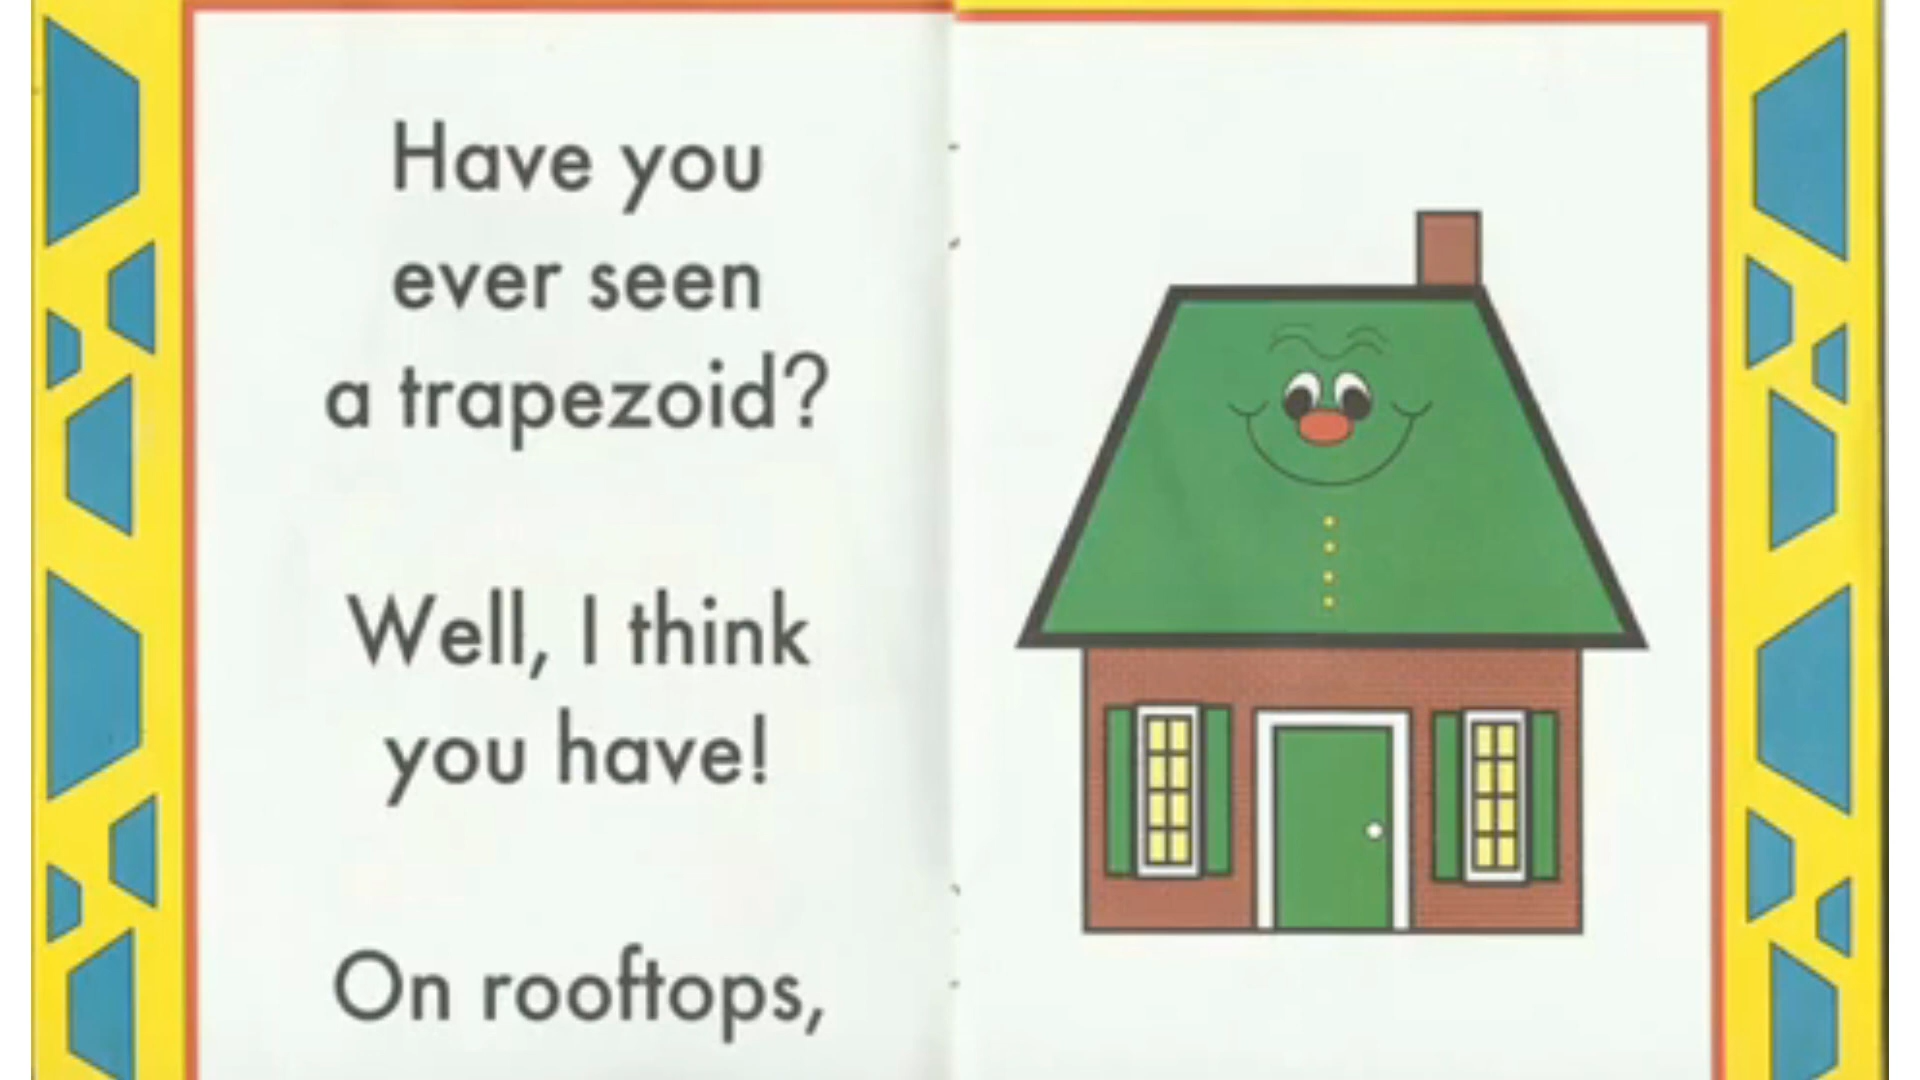 Have you
ever seen
a trapezoid?
Well, I think
you have!
On rooftops,